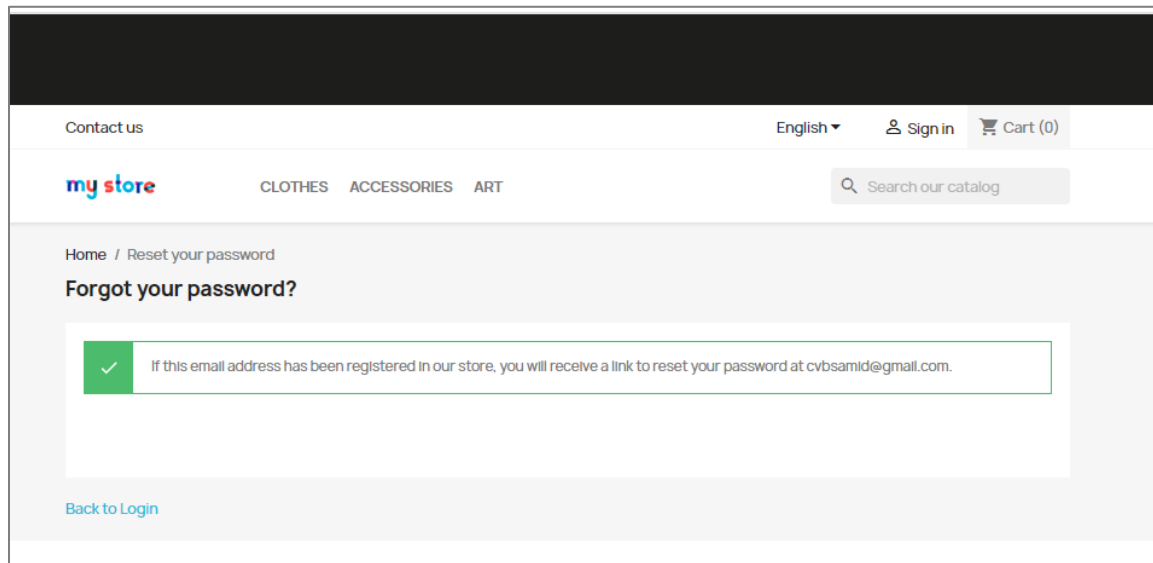 Contact us
English
Sign in
Cart (0)
my store
CLOTHES ACCESSORIES ART
Search our catalog
Home / Reset your password
Forgot your password?
If this email address has been registered in our store, you will receive a link to reset your password at cvbsamid@gmail.com.
Back to Login